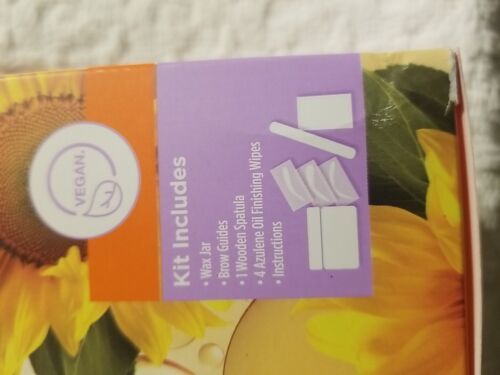 VEGAN.
Kit Includes
• Wax Jar
• Brow Guides
• 1 Wooden Spatula
• 4 Azulene Oil Finishing Wipes
• Instructions